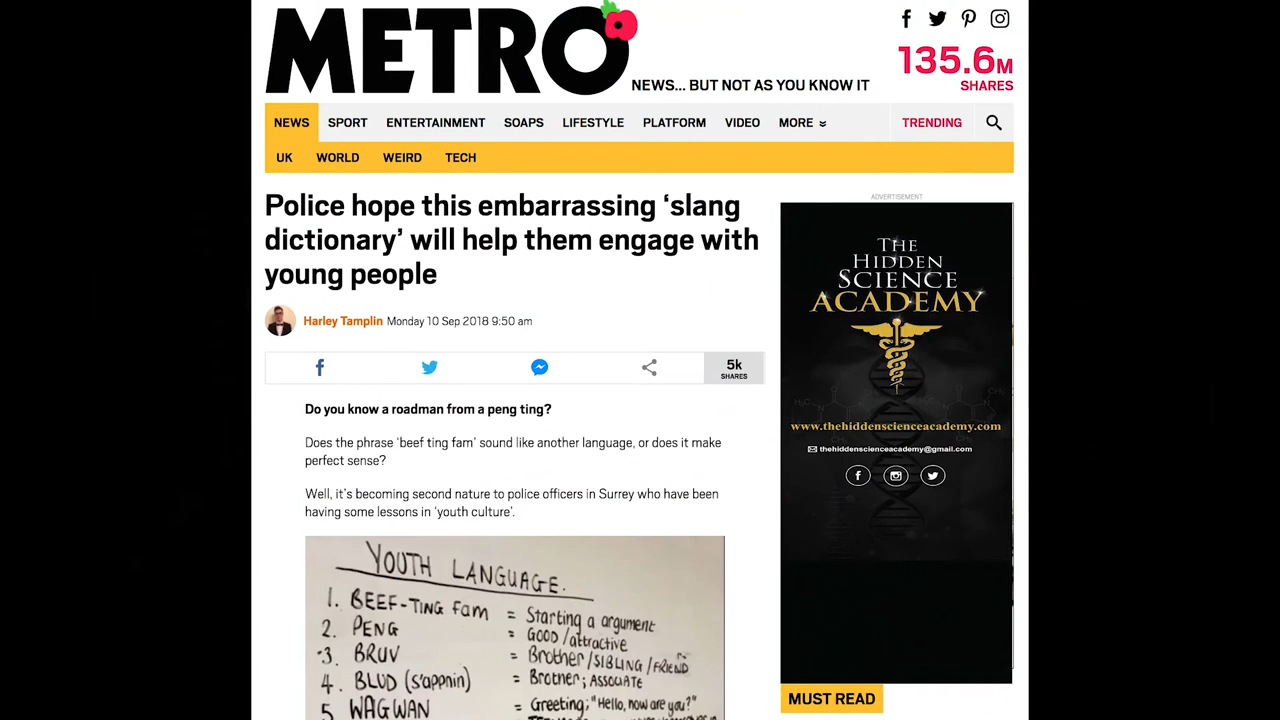 METRO
NEWS... BUT NOT AS YOU KNOW IT
135.6M
SHARES
NEWS SPORT ENTERTAINMENT SOAPS LIFESTYLE PLATFORM VIDEO MORE TRENDING
UK WORLD WEIRD TECH
Police hope this embarrassing ‘slang
dictionary’ will help them engage with
young people
Harley Tamplin Monday 10 Sep 2018 9:50 am
5k
SHARES
Do you know a roadman from a peng ting?
Does the phrase ‘beef ting fam’ sound like another language, or does it make
perfect sense?
Well, it’s becoming second nature to police officers in Surrey who have been
having some lessons in ‘youth culture’.
YOUTH LANGUAGE.
1. BEEF-TING Fam = Starting a argument
2. PENG = GOOD/attractive
3. BRUV = Brother/SIBLING/FRIEND
4. BLUD (s'appnin) = Brother; ASSOCIATE
5 WAGWAN = Greeting; "Hello, how are you?"
ADVERTISEMENT
THE
HIDDEN
SCIENCE
ACADEMY
www.thehiddenscienceacademy.com
thehiddenscienceacademy@gmail.com
MUST READ